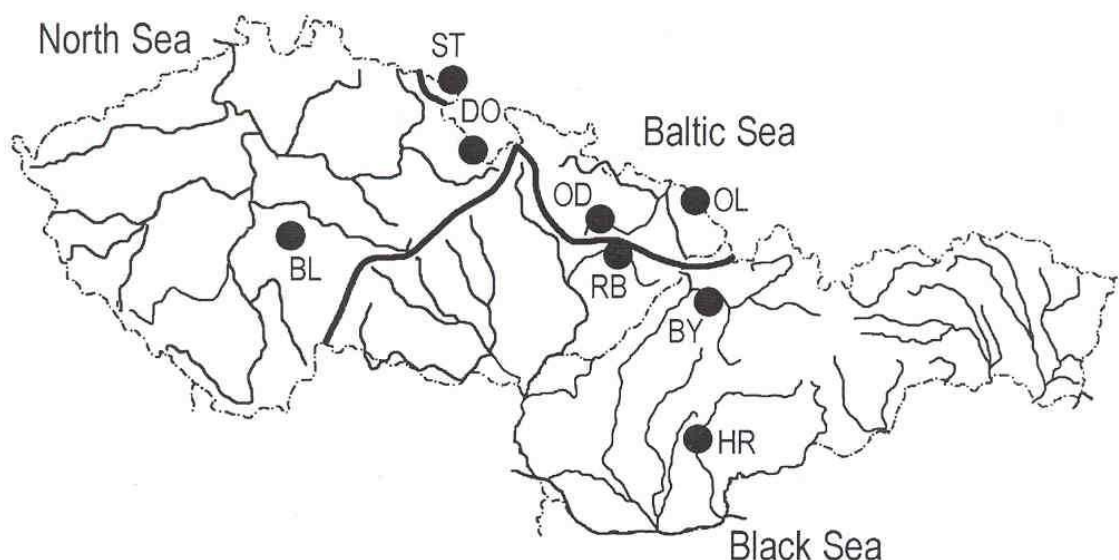 North Sea
ST
DO
Baltic Sea
OD
OL
BL
RB
BY
HR
Black Sea